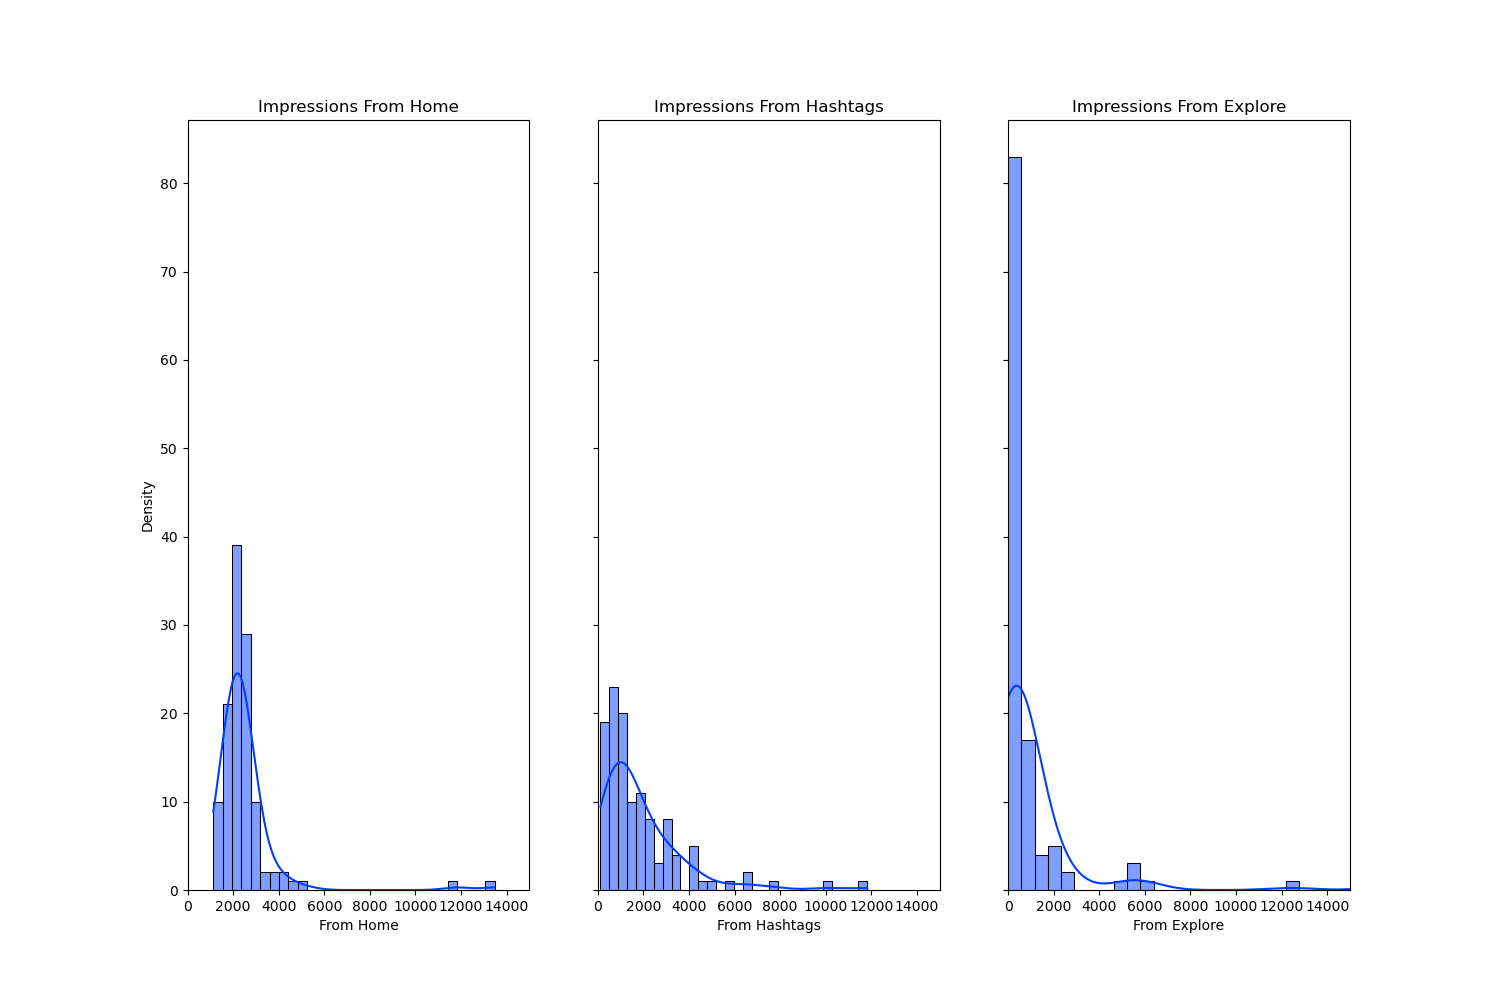 Impressions From Home
Impressions From Hashtags
Impressions From Explore
80
70
60
50
40
30
20
10
0
Density
0 2000 4000 6000 8000 10000 12000 14000
From Home
0 2000 4000 6000 8000 10000 12000 14000
From Hashtags
0 2000 4000 6000 8000 10000 12000 14000
From Explore